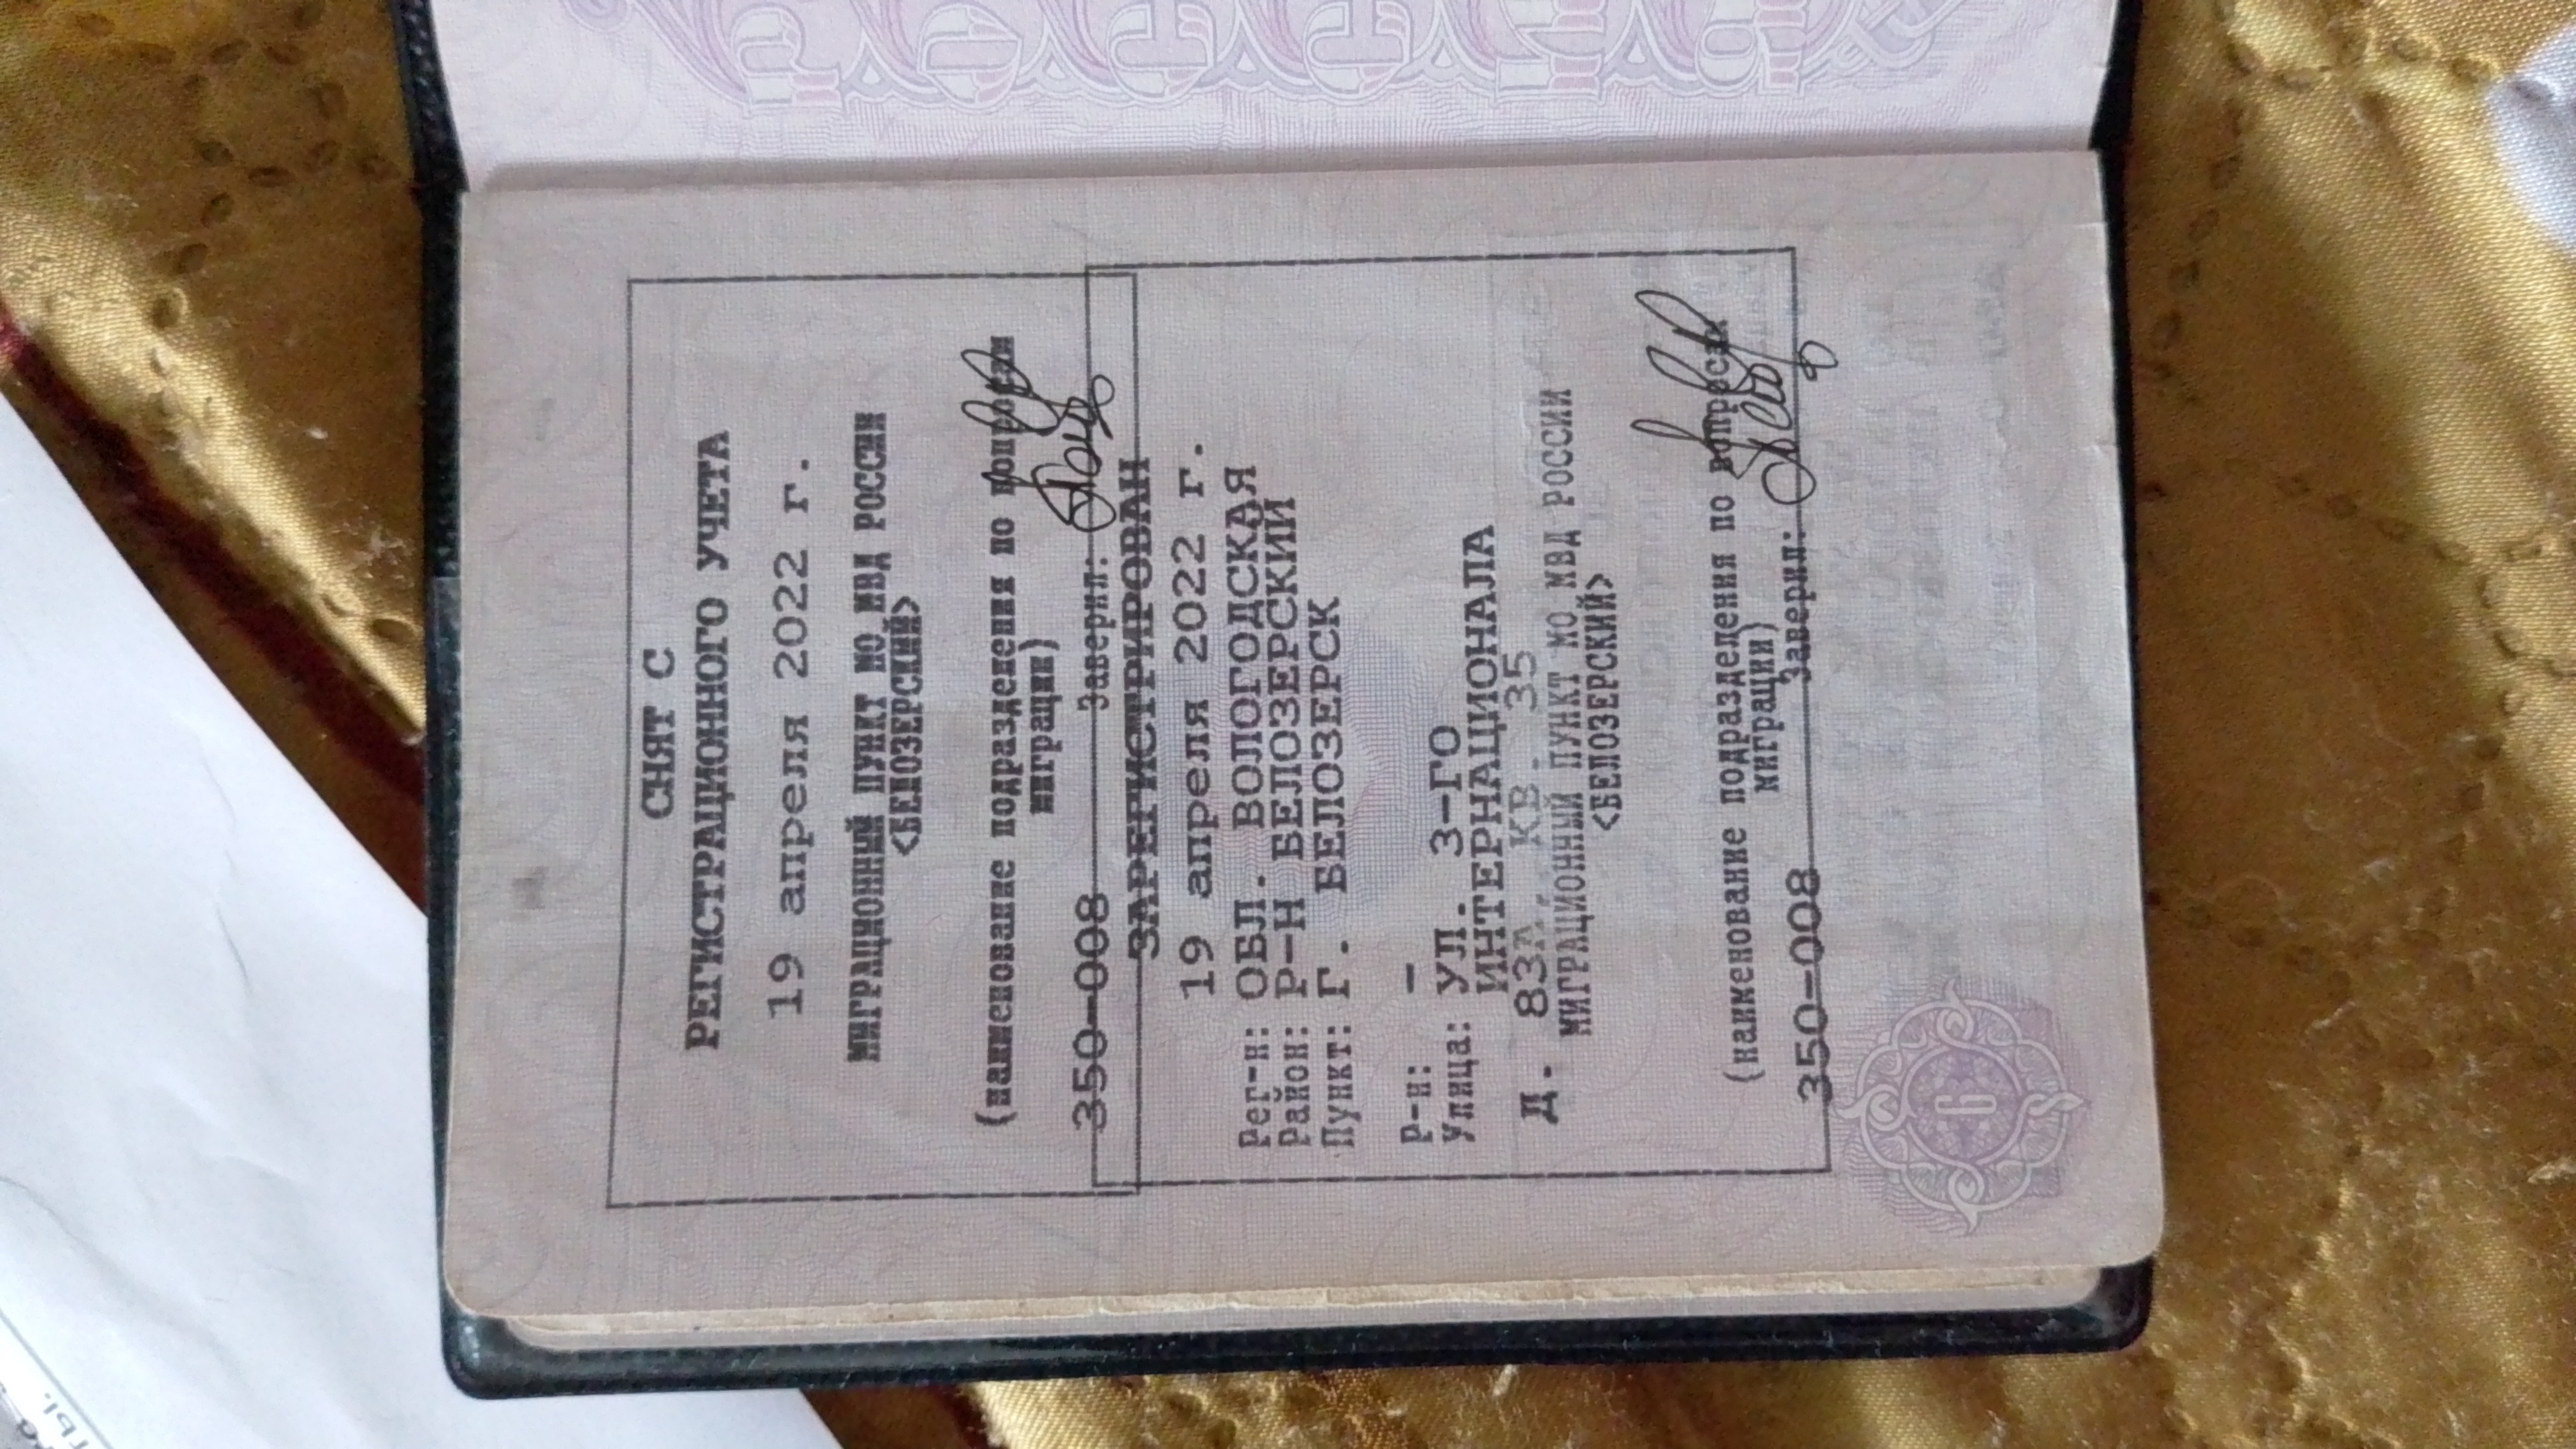 СНЯТ С
РЕГИСТРАЦИОННОГО УЧЕТА
19 апреля 2022 г.
МИГРАЦИОННЫЙ ПУНКТ МО МВД РОССИИ
<БЕЛОЗЕРСКИЙ>
(наименование подразделения по вопросам
миграции)
350-008 Заверил:
ЗАРЕГИСТРИРОВАН
19 апреля 2022 г.
Рег-н: ОБЛ. ВОЛОГОДСКАЯ
Район: Р-Н БЕЛОЗЕРСКИЙ
Пункт: Г. БЕЛОЗЕРСК
Р-н: -
Улица: УЛ. 3-ГО
ИНТЕРНАЦИОНАЛА
Д. 83А, КВ. 35
МИГРАЦИОННЫЙ ПУНКТ МО МВД РОССИИ
<БЕЛОЗЕРСКИЙ>
(наименование подразделения по вопросам
миграции)
Заверил:
350-008
6